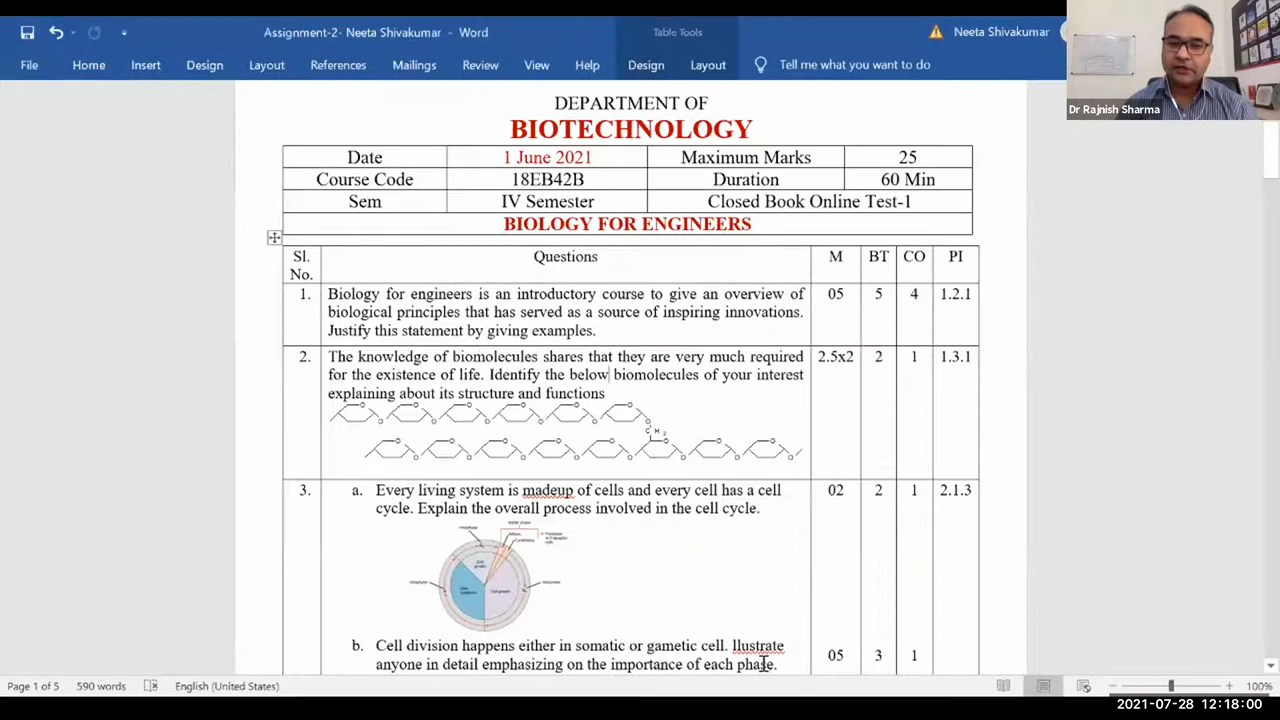 Assignment-2- Neeta Shivakumar - Word
Table Tools
Neeta Shivakumar
File Home Insert Design Layout References Mailings Review View Help Design Layout Tell me what you want to do
Dr Rajnish Sharma
DEPARTMENT OF
BIOTECHNOLOGY
Date 1 June 2021 Maximum Marks 25
Course Code 18EB42B Duration 60 Min
Sem IV Semester Closed Book Online Test-1
BIOLOGY FOR ENGINEERS
Sl. Questions M BT CO PI
No.
1. Biology for engineers is an introductory course to give an overview of 05 5 4 1.2.1
biological principles that has served as a source of inspiring innovations.
Justify this statement by giving examples.
2. The knowledge of biomolecules shares that they are very much required 2.5x2 2 1 1.3.1
for the existence of life. Identify the below biomolecules of your interest
explaining about its structure and functions
3. a. Every living system is madeup of cells and every cell has a cell 02 2 1 2.1.3
cycle. Explain the overall process involved in the cell cycle.
b. Cell division happens either in somatic or gametic cell. llustrate 05 3 1
anyone in detail emphasizing on the importance of each phase.
Page 1 of 5 590 words English (United States) 100%
2021-07-28 12:18:00